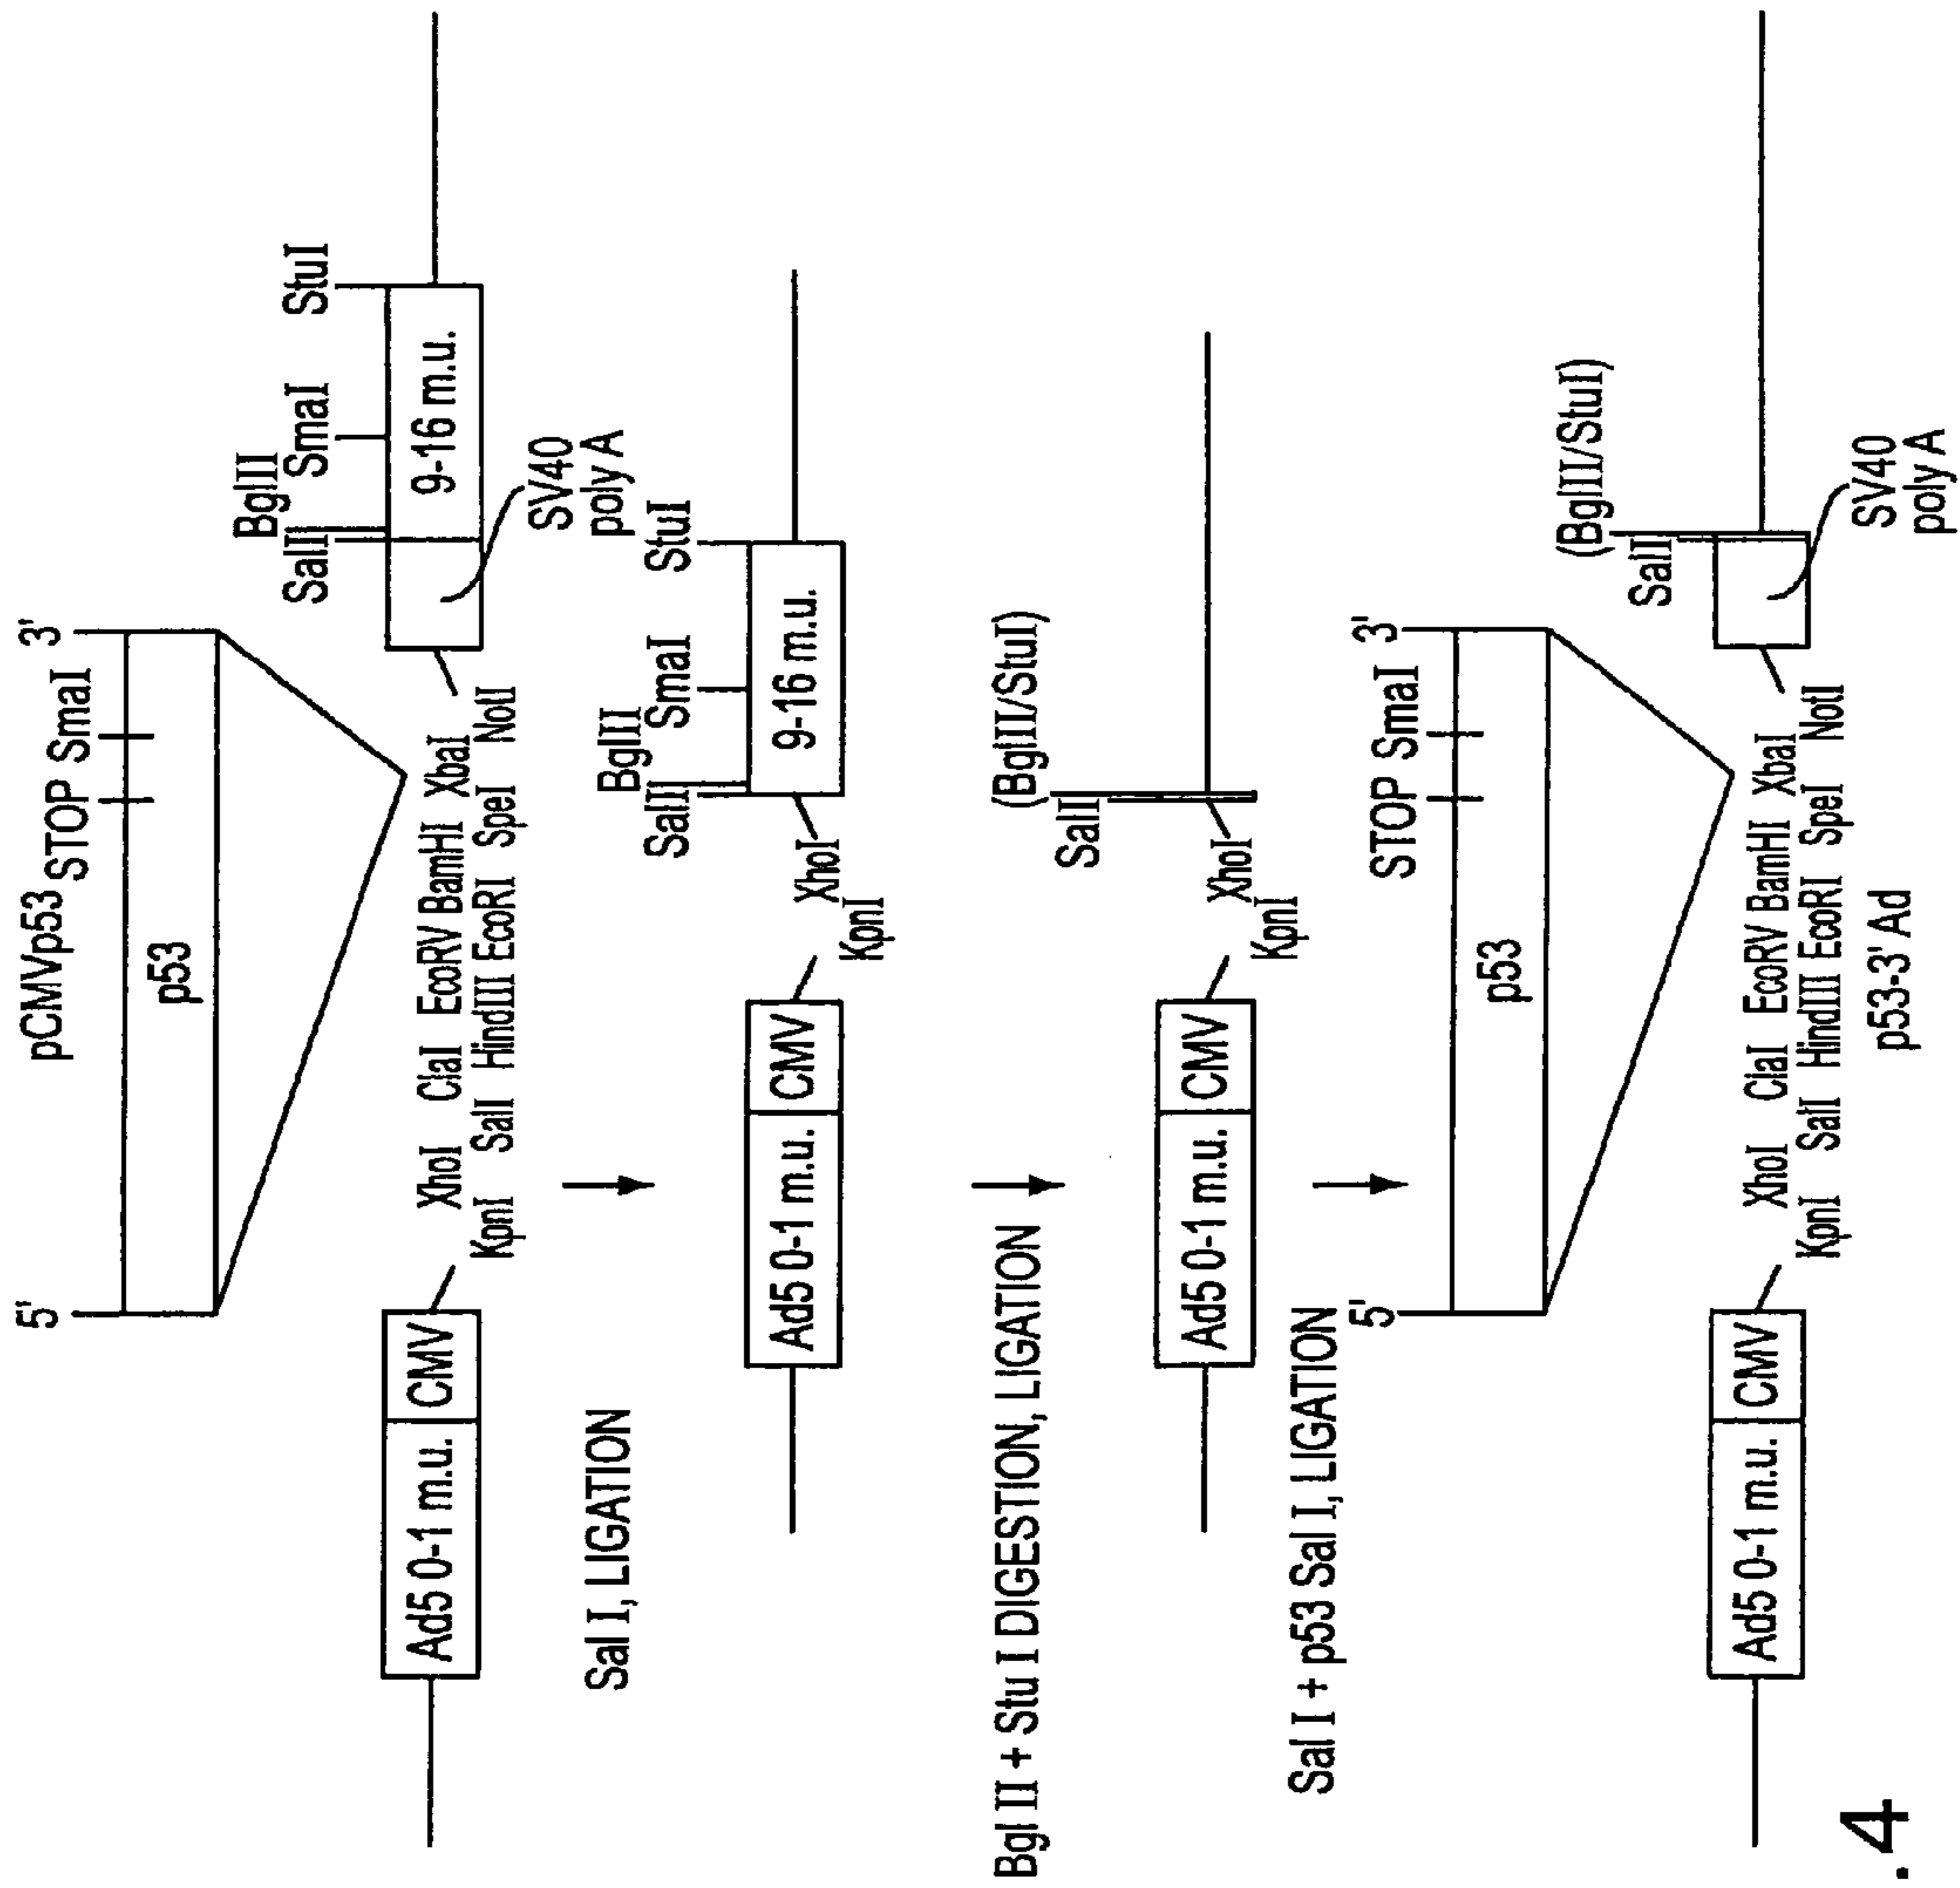 pCMVp53
5'
STOP SmaI
3'
p53
BglII
SalI SmaI StuI
Ad5 0-1 m.u. CMV
9-16 m.u.
XhoI ClaI EcoRV BamHI XbaI
KpnI SalI HindIII EcoRI SpeI NotI
SV40
poly A
Sal I, LIGATION
BglII
SalI SmaI StuI
Ad5 0-1 m.u. CMV
9-16 m.u.
XhoI
KpnI
Bgl II + Stu I DIGESTION, LIGATION
(BglII/StuI)
SalI
Ad5 0-1 m.u. CMV
XhoI
KpnI
Sal I + p53 Sal I, LIGATION
5'
STOP SmaI 3'
p53
(BglII/StuI)
SalI
Ad5 0-1 m.u. CMV
XhoI ClaI EcoRV BamHI XbaI
KpnI SalI HindIII EcoRI SpeI NotI
SV40
poly A
p53-3' Ad
.4